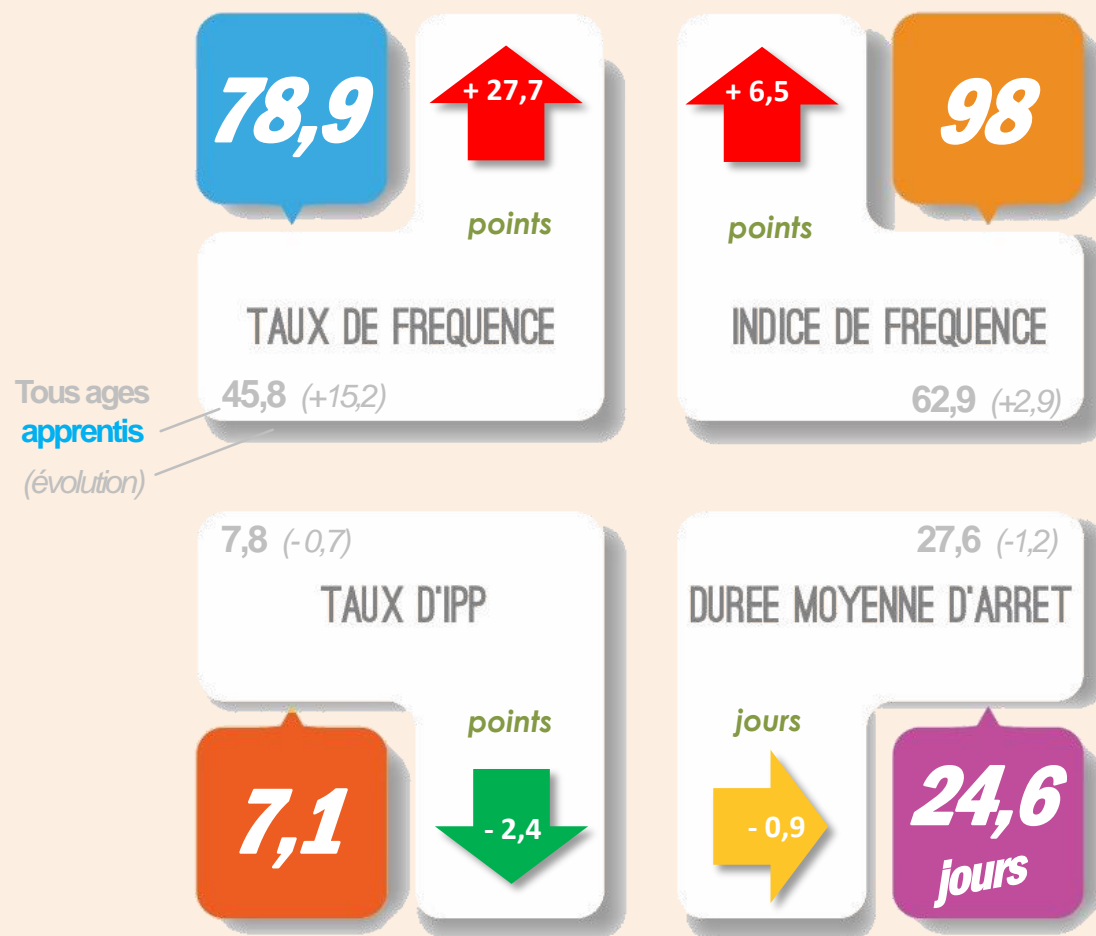 78,9
+ 27,7
points
TAUX DE FREQUENCE
45,8 (+15,2)
+ 6,5
98
points
INDICE DE FREQUENCE
62,9 (+2,9)
Tous ages
apprentis
(évolution)
7,8 (- 0,7)
TAUX D'IPP
points
7,1
- 2,4
27,6 (-1,2)
DUREE MOYENNE D'ARRET
jours
- 0,9
24,6
jours